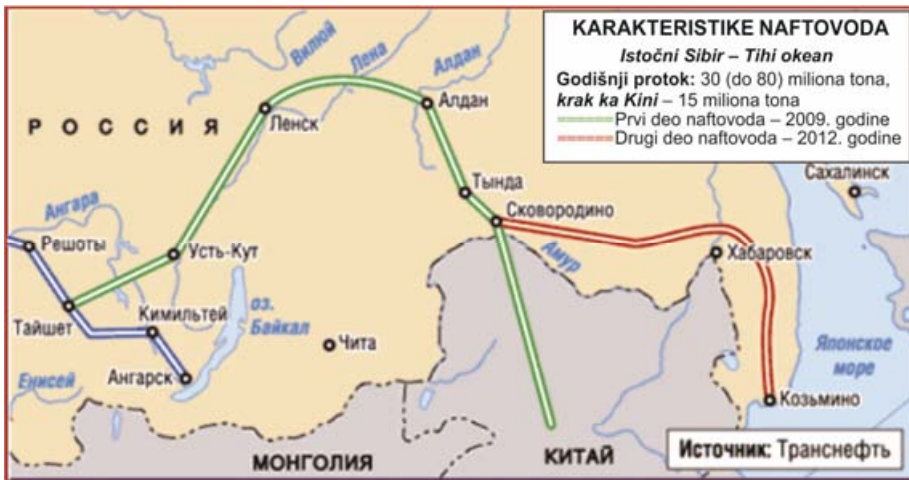 KARAKTERISTIKE NAFTOVODA
Istočni Sibir – Tihi okean
Godišnji protok: 30 (do 80) miliona tona,
krak ka Kini – 15 miliona tona
Prvi deo naftovoda – 2009. godine
Drugi deo naftovoda – 2012. godine
Вилюй
Лена
Алдан
Ленск
Алдан
РОССИЯ
Тында
Сахалинск
Ангара
Сковородино
Решоты
Усть-Кут
Амур
Хабаровск
Тайшет
Кимильтей
оз.
Байкал
Чита
Японское
море
Енисей
Ангарск
Козьмино
МОНГОЛИЯ
КИТАЙ
Источник: Транснефть